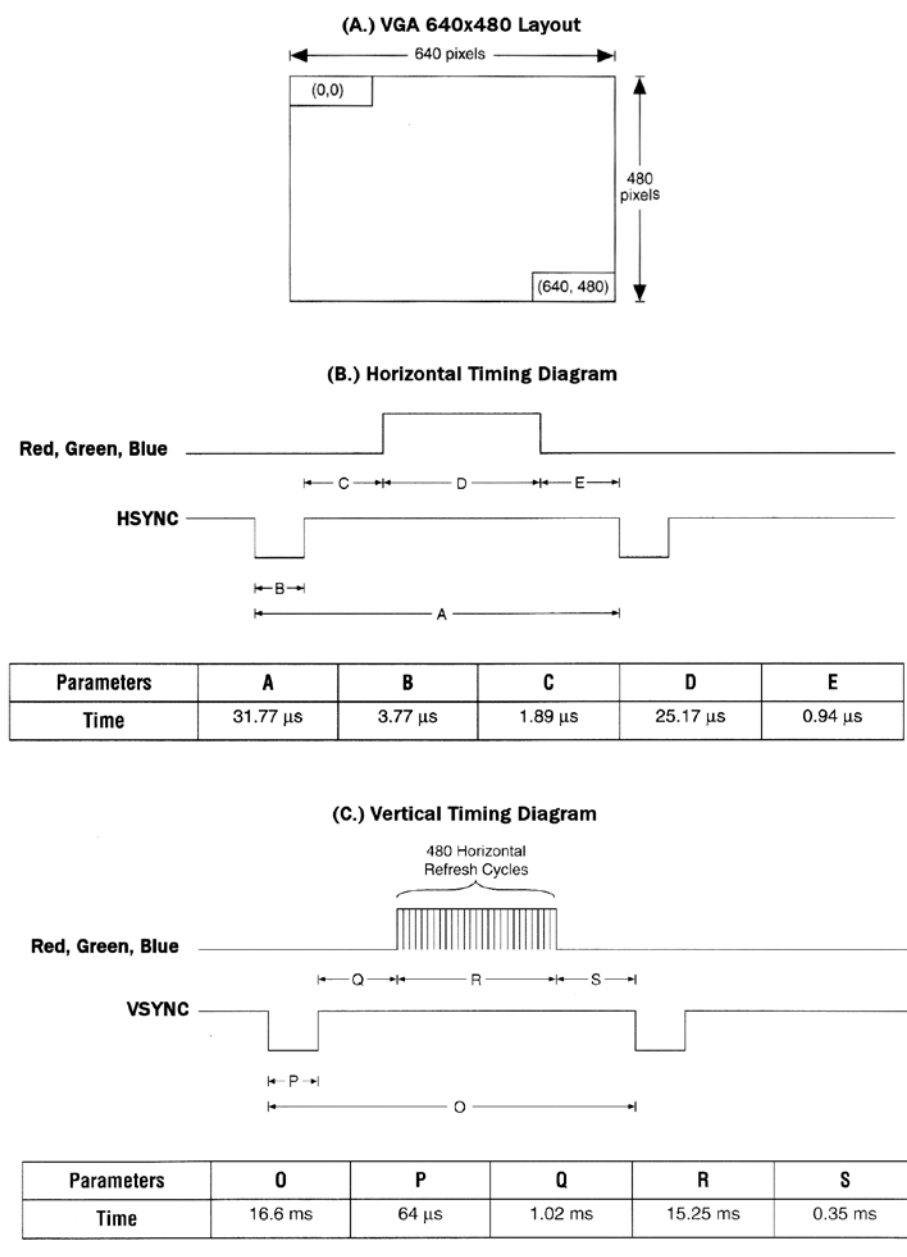 (A.) VGA 640x480 Layout
640 pixels
(0,0)
480
pixels
(640, 480)
(B.) Horizontal Timing Diagram
Red, Green, Blue
C D E
HSYNC
B
A
Parameters A B C D E
Time 31.77 µs 3.77 µs 1.89 µs 25.17 µs 0.94 µs
(C.) Vertical Timing Diagram
480 Horizontal
Refresh Cycles
Red, Green, Blue
Q R S
VSYNC
P
O
Parameters O P Q R S
Time 16.6 ms 64 µs 1.02 ms 15.25 ms 0.35 ms